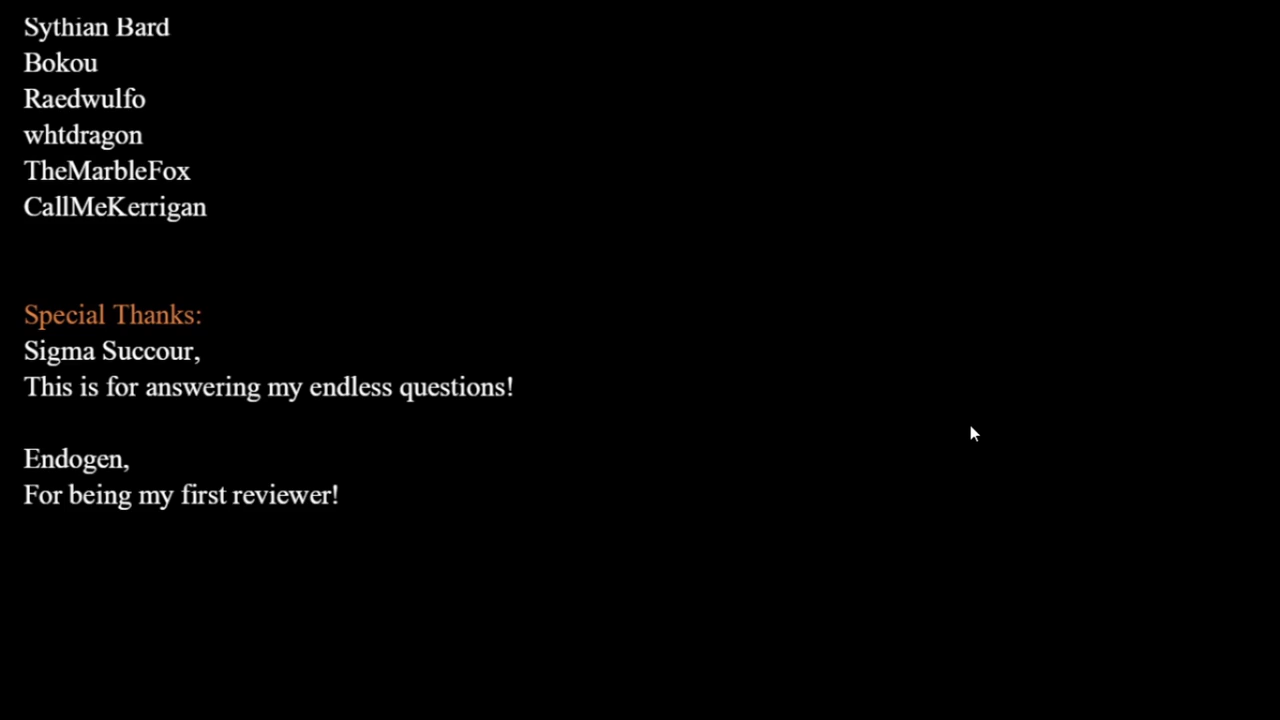 Sythian Bard
Bokou
Raedwulfo
whtdragon
TheMarbleFox
CallMeKerrigan
Special Thanks:
Sigma Succour,
This is for answering my endless questions!
Endogen,
For being my first reviewer!